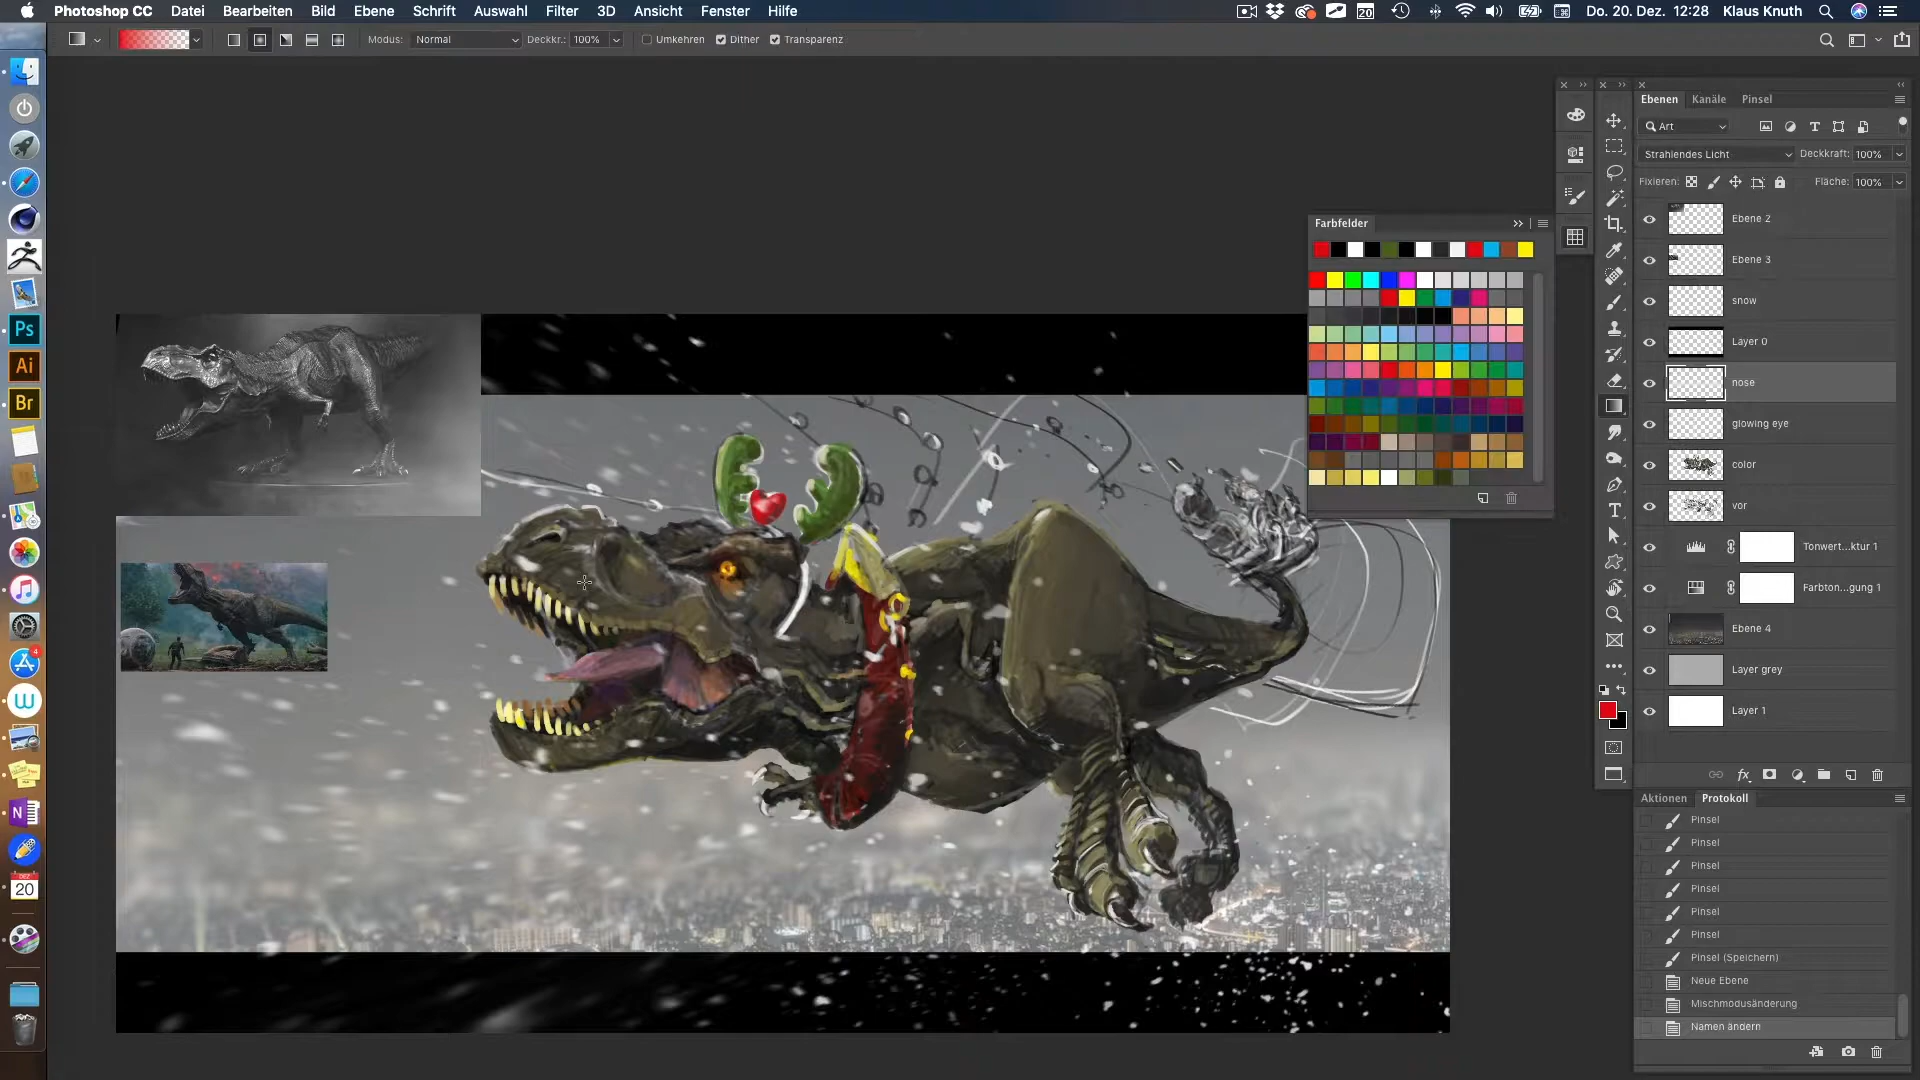 Photoshop CC Datei Bearbeiten Bild Ebene Schrift Auswahl Filter 3D Ansicht Fenster Hilfe
20 Do. 20. Dez. 12:28 Klaus Knuth
Modus: Normal Deckkr.: 100% Umkehren Dither Transparenz
Ebenen Kanäle Pinsel
Art
Strahlendes Licht Deckkraft: 100%
Fixieren: Fläche: 100%
Farbfelder
Ebene 2
Ebene 3
snow
Layer 0
nose
glowing eye
color
vor
Tonwert...ktur 1
Farbton...gung 1
Ebene 4
Layer grey
Layer 1
fx
Aktionen Protokoll
Pinsel
Pinsel
Pinsel
Pinsel
Pinsel
Pinsel
Pinsel (Speichern)
Neue Ebene
Mischmodusänderung
Namen ändern
Ps
Ai
Br
4
W
N
DEZ
20